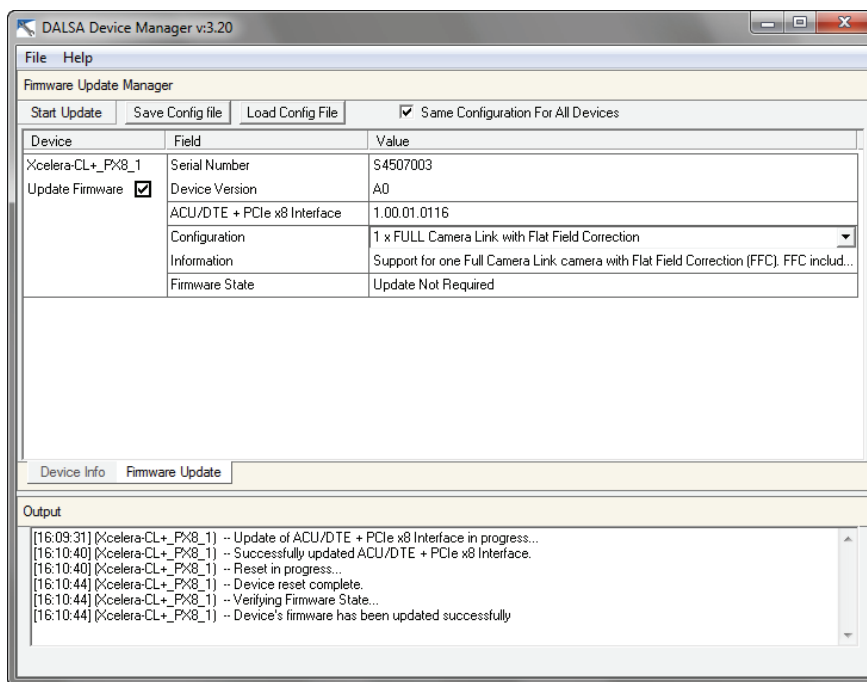 DALSA Device Manager v:3.20
File Help
Firmware Update Manager
Start Update Save Config file Load Config File Same Configuration For All Devices
Device Field Value
Xcelera-CL+_PX8_1 Serial Number S4507003
Update Firmware Device Version A0
ACU/DTE + PCIe x8 Interface 1.00.01.0116
Configuration 1 x FULL Camera Link with Flat Field Correction
Information Support for one Full Camera Link camera with Flat Field Correction (FFC). FFC includ...
Firmware State Update Not Required
Device Info Firmware Update
Output
[16:09:31] (Xcelera-CL+_PX8_1) -- Update of ACU/DTE + PCIe x8 Interface in progress...
[16:10:40] (Xcelera-CL+_PX8_1) -- Successfully updated ACU/DTE + PCIe x8 Interface.
[16:10:40] (Xcelera-CL+_PX8_1) -- Reset in progress...
[16:10:44] (Xcelera-CL+_PX8_1) -- Device reset complete.
[16:10:44] (Xcelera-CL+_PX8_1) -- Verifying Firmware State...
[16:10:44] (Xcelera-CL+_PX8_1) -- Device's firmware has been updated successfully